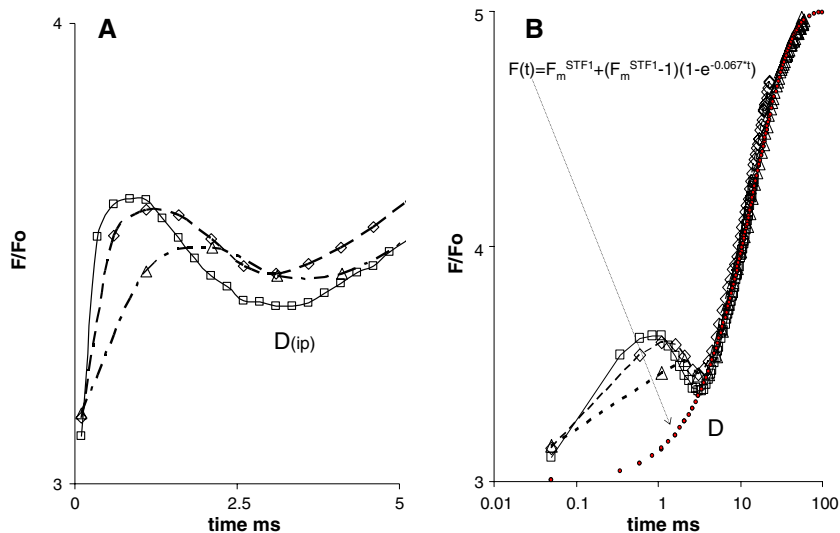 A
4
F/Fo
D(ip)
3
0
2.5
5
time ms
B
5
F(t)=FmSTF1+(FmSTF1-1)(1-e-0.067*t)
4
F/Fo
D
3
0.01
0.1
1
10
100
time ms